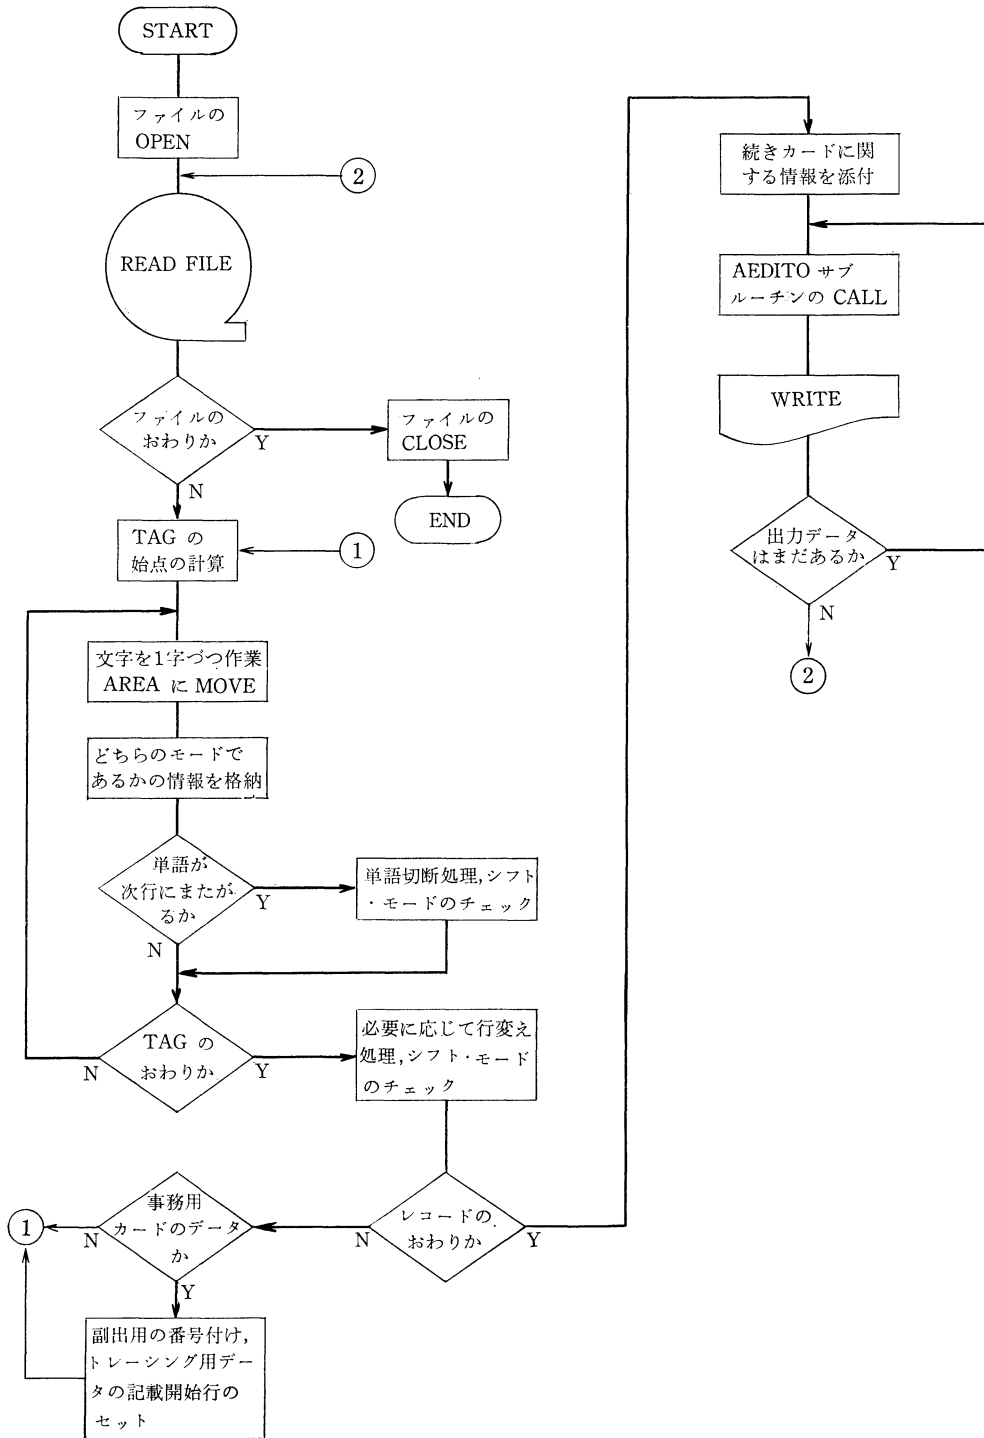 START
ファイルの
OPEN
2
READ FILE
ファイルの
おわりか
Y
N
ファイルの
CLOSE
END
TAG の
始点の計算
1
文字を1字づつ作業
AREA に MOVE
どちらのモードで
あるかの情報を格納
単語が
次行にまたが
るか
Y
N
単語切断処理,シフト
・モードのチェック
TAG の
おわりか
N
Y
必要に応じて行変え
処理,シフト・モード
のチェック
レコードの
おわりか
N
Y
事務用
カードのデータ
か
N
Y
1
副出用の番号付け,
トレーシング用デー
タの記載開始行の
セット
続きカードに関
する情報を添付
AEDITO サブ
ルーチンの CALL
WRITE
出力データ
はまだあるか
Y
N
2